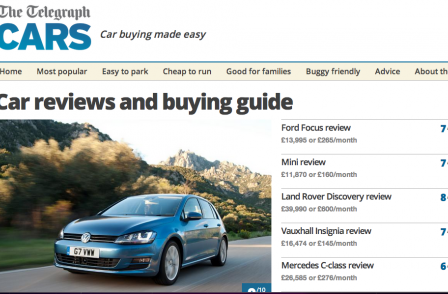 The Telegraph
CARS
Car buying made easy
Home Most popular Easy to park Cheap to run Good for families Buggy friendly Advice About th
Car reviews and buying guide
Ford Focus review
£13,995 or £265/month
7
Mini review
£11,870 or £160/month
7
Land Rover Discovery review
£39,990 or £600/month
8
Vauxhall Insignia review
£16,474 or £145/month
7
Mercedes C-class review
£26,585 or £276/month
6
G7 VWW
/10